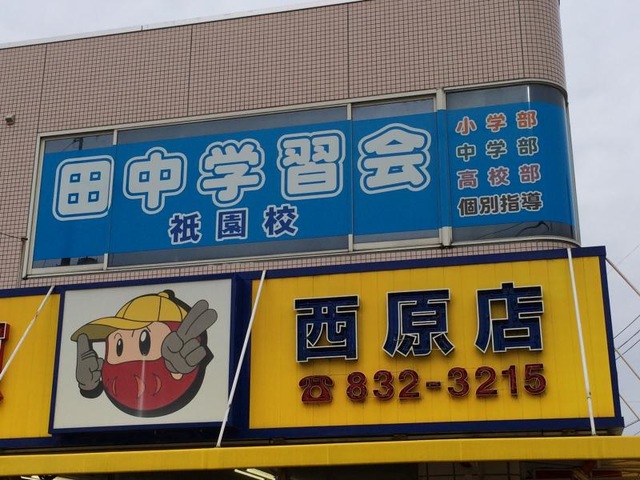 田中学習会
祇園校
小学部
中学部
高校部
個別指導
西原店
☎832-3215